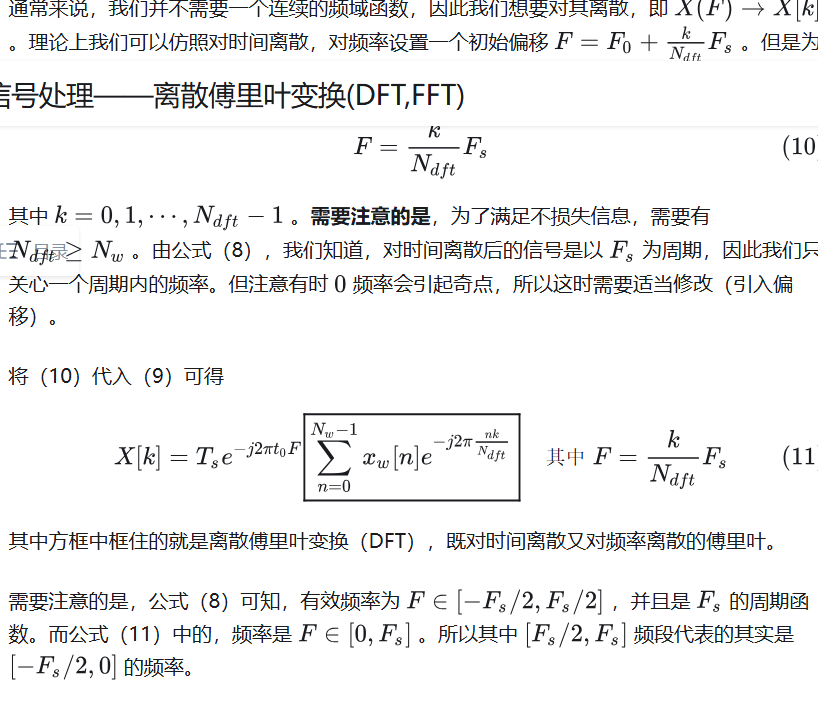 通常来说，我们并不需要一个连续的频域函数，因此我们想要对其离散，即 X(F) → X[k]
。理论上我们可以仿照对时间离散，对频率设置一个初始偏移 F = F_0 + \frac{k}{N_{dft}} F_s 。但是为
信号处理——离散傅里叶变换(DFT,FFT)
F = \frac{k}{N_{dft}} F_s (10
其中 k = 0, 1, ⋯, N_{dft} − 1 。需要注意的是，为了满足不损失信息，需要有
N_{dft} ≥ N_w 。由公式（8），我们知道，对时间离散后的信号是以 F_s 为周期，因此我们只
目录
关心一个周期内的频率。但注意有时 0 频率会引起奇点，所以这时需要适当修改（引入偏
移）。
将（10）代入（9）可得
X[k] = T_s e^{-j2πt_0F} \sum_{n=0}^{N_w-1} x_w[n] e^{-j2π\frac{nk}{N_{dft}}} 其中 F = \frac{k}{N_{dft}} F_s (11
其中方框中框住的就是离散傅里叶变换（DFT），既对时间离散又对频率离散的傅里叶。
需要注意的是，公式（8）可知，有效频率为 F ∈ [−F_s/2, F_s/2] ，并且是 F_s 的周期函
数。而公式（11）中的，频率是 F ∈ [0, F_s] 。所以其中 [F_s/2, F_s] 频段代表的其实是
[−F_s/2, 0] 的频率。